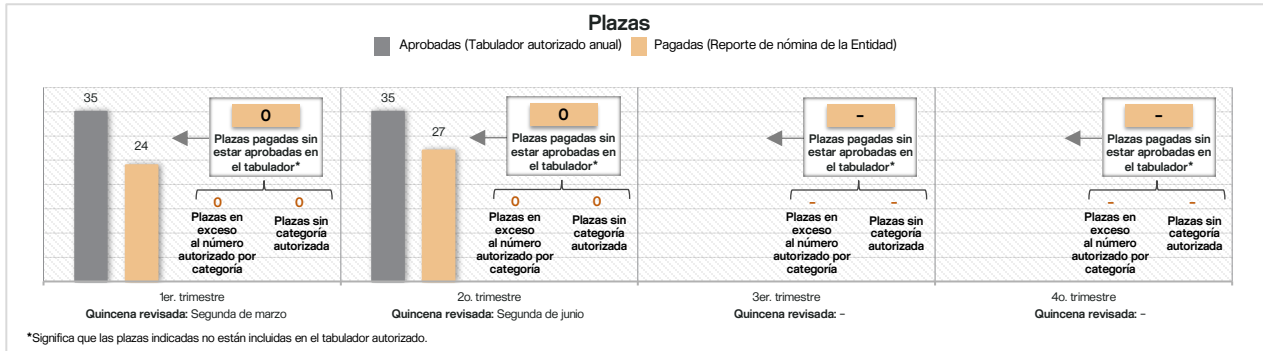 Plazas
Aprobadas (Tabulador autorizado anual) Pagadas (Reporte de nómina de la Entidad)
35
24
0
Plazas pagadas sin
estar aprobadas en
el tabulador*
0 0
Plazas en
exceso
al número
autorizado por
categoría
Plazas sin
categoría
autorizada
35
27
0
Plazas pagadas sin
estar aprobadas en
el tabulador*
0 0
Plazas en
exceso
al número
autorizado por
categoría
Plazas sin
categoría
autorizada
-
Plazas pagadas sin
estar aprobadas en
el tabulador*
- -
Plazas en
exceso
al número
autorizado por
categoría
Plazas sin
categoría
autorizada
-
Plazas pagadas sin
estar aprobadas en
el tabulador*
- -
Plazas en
exceso
al número
autorizado por
categoría
Plazas sin
categoría
autorizada
1er. trimestre
Quincena revisada: Segunda de marzo
2o. trimestre
Quincena revisada: Segunda de junio
3er. trimestre
Quincena revisada: -
4o. trimestre
Quincena revisada: -
*Significa que las plazas indicadas no están incluidas en el tabulador autorizado.